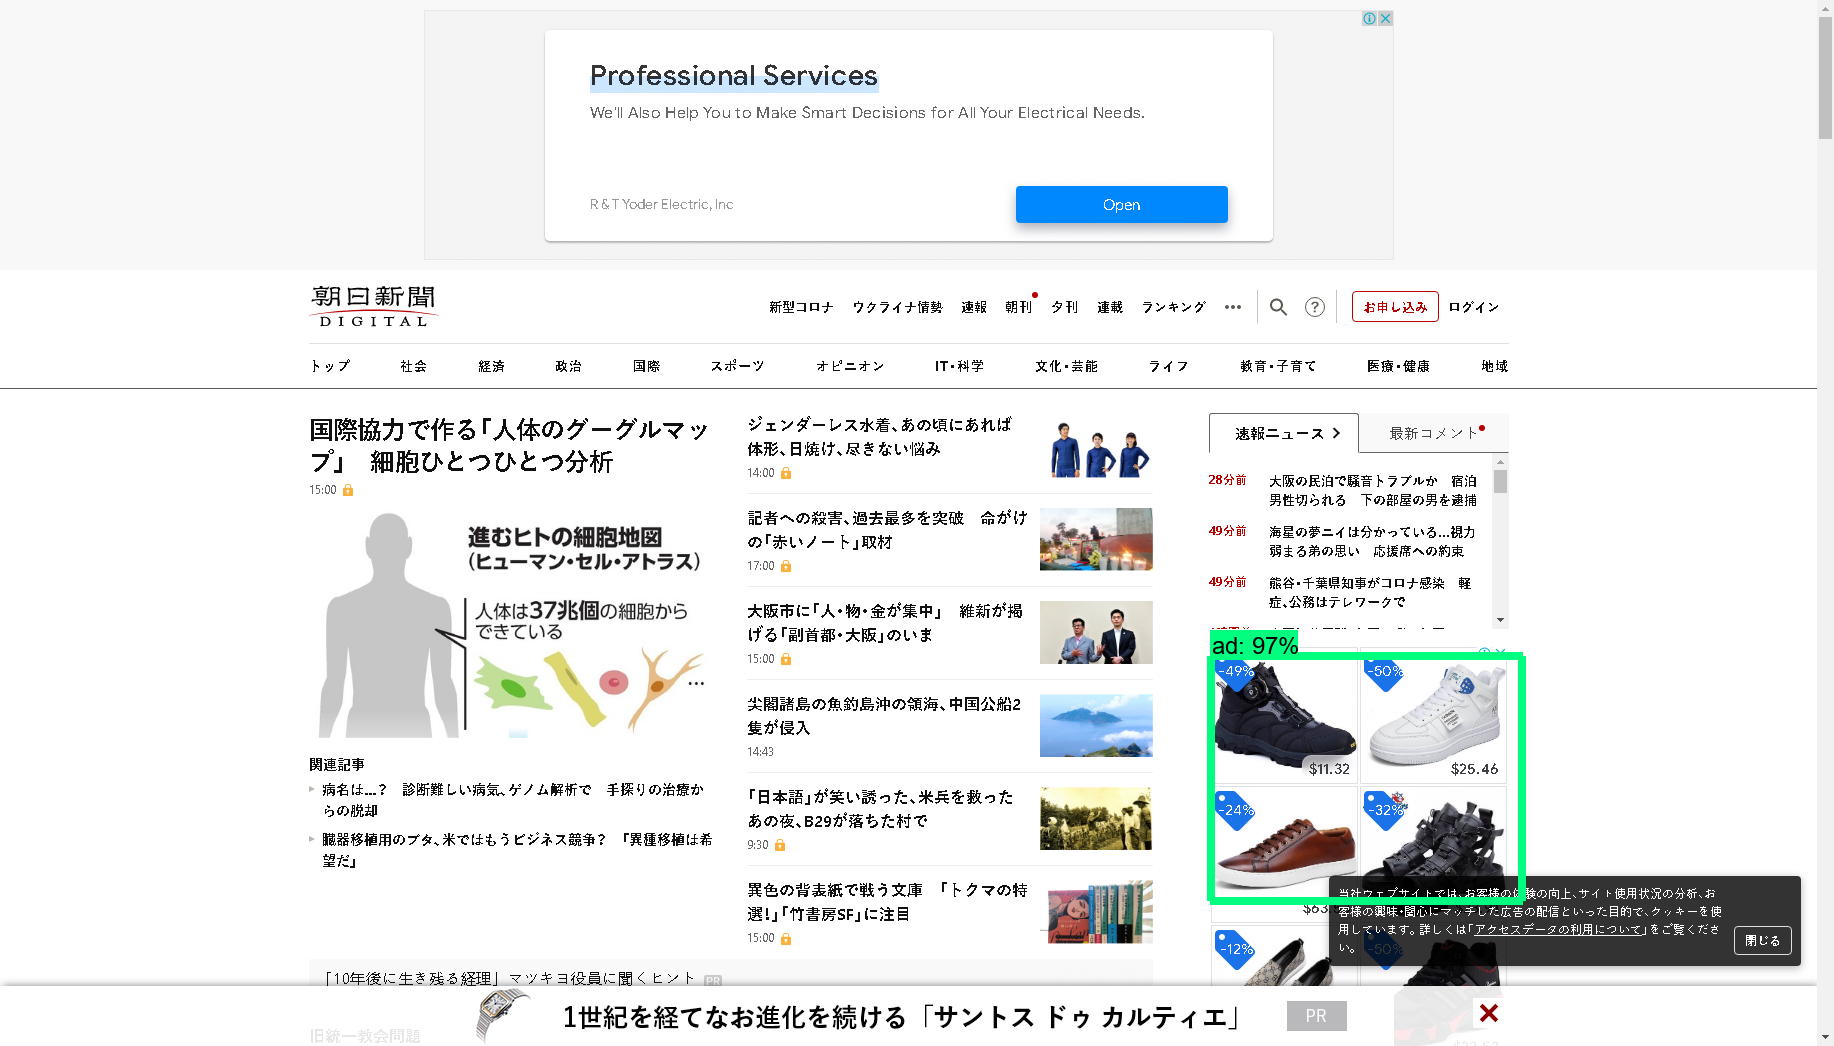 Professional Services
We'll Also Help You to Make Smart Decisions for All Your Electrical Needs.
R & T Yoder Electric, Inc
Open
朝日新聞
DIGITAL
新型コロナ
ウクライナ情勢
速報
朝刊
夕刊
連載
ランキング
お申し込み
ログイン
トップ
社会
経済
政治
国際
スポーツ
オピニオン
IT・科学
文化・芸能
ライフ
教育・子育て
医療・健康
地域
国際協力で作る「人体のグーグルマッ
プ」　細胞ひとつひとつ分析
15:00
進むヒトの細胞地図
(ヒューマン・セル・アトラス)
人体は37兆個の細胞から
できている
...
関連記事
病名は…？　診断難しい病気、ゲノム解析で　手探りの治療か
らの脱却
臓器移植用のブタ、米ではもうビジネス競争？　「異種移植は希
望だ」
ジェンダーレス水着、あの頃にあれば
体形、日焼け、尽きない悩み
14:00
記者への殺害、過去最多を突破　命がけ
の「赤いノート」取材
17:00
大阪市に「人・物・金が集中」　維新が掲
げる「副首都・大阪」のいま
15:00
尖閣諸島の魚釣島沖の領海、中国公船2
隻が侵入
14:43
「日本語」が笑い誘った、米兵を救った
あの夜、B29が落ちた村で
9:30
異色の背表紙で戦う文庫　「トクマの特
選！」「竹書房SF」に注目
15:00
速報ニュース
最新コメント
28分前
大阪の民泊で騒音トラブルか　宿泊
男性切られる　下の部屋の男を逮捕
49分前
海星の夢ニイは分かっている…視力
弱まる弟の思い　応援席への約束
49分前
熊谷・千葉県知事がコロナ感染　軽
症、公務はテレワークで
ad: 97%
-49%
-50%
$11.32
$25.46
-24%
-32%
-12%
-50%
当社ウェブサイトでは、お客様の体験の向上、サイト使用状況の分析、お
客様の興味・関心にマッチした広告の配信といった目的で、クッキーを使
用しています。詳しくは「アクセスデータの利用について」をご覧くださ
い。
閉じる
「10年後に生き残る経理」マツキヨ役員に聞くヒント
PR
旧統一教会問題
1世紀を経てなお進化を続ける「サントス ドゥ カルティエ」
PR